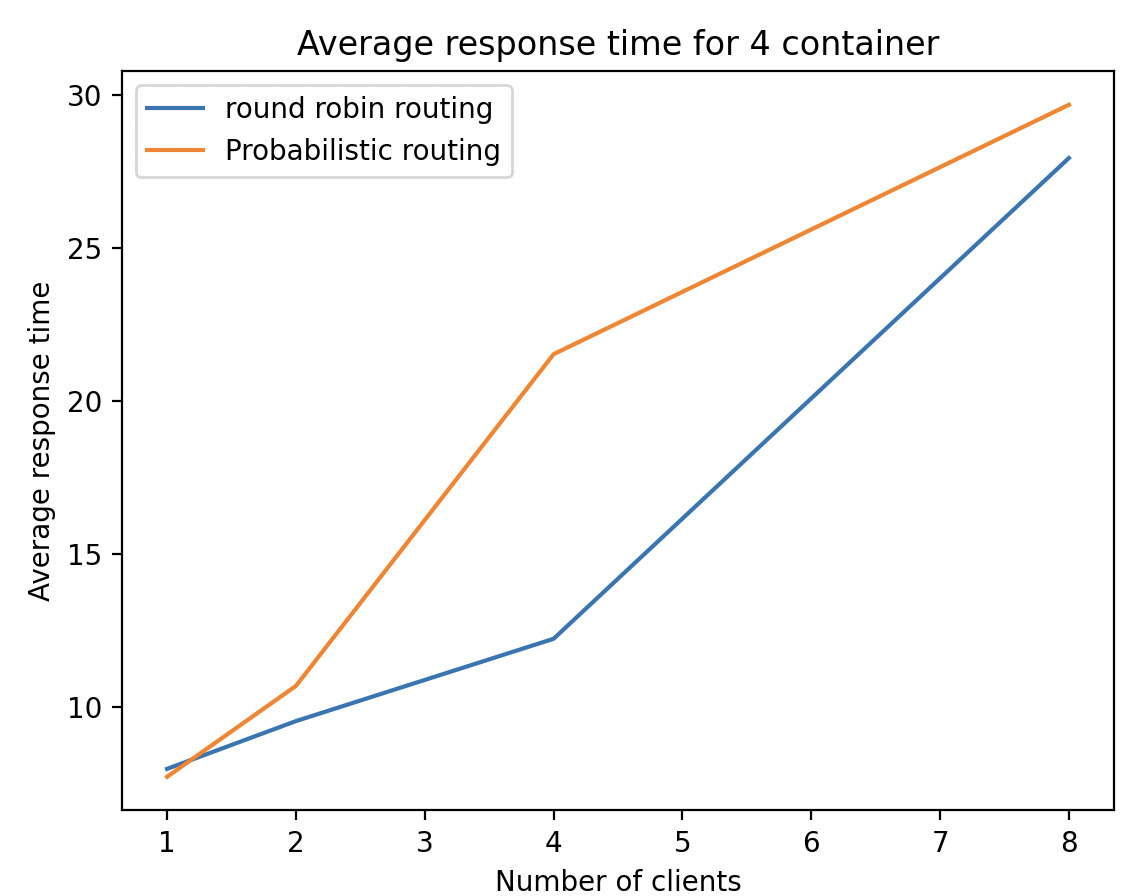 Average response time for 4 container
30
round robin routing
Probabilistic routing
25
20
15
10
Average response time
1 2 3 4 5 6 7 8
Number of clients